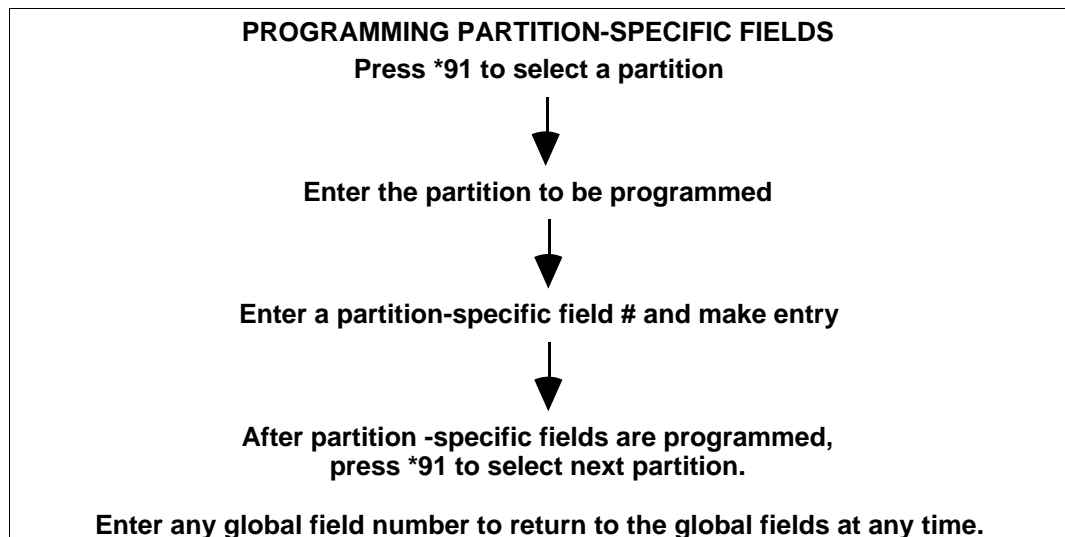 PROGRAMMING PARTITION-SPECIFIC FIELDS
Press *91 to select a partition
Enter the partition to be programmed
Enter a partition-specific field # and make entry
After partition -specific fields are programmed,
press *91 to select next partition.
Enter any global field number to return to the global fields at any time.